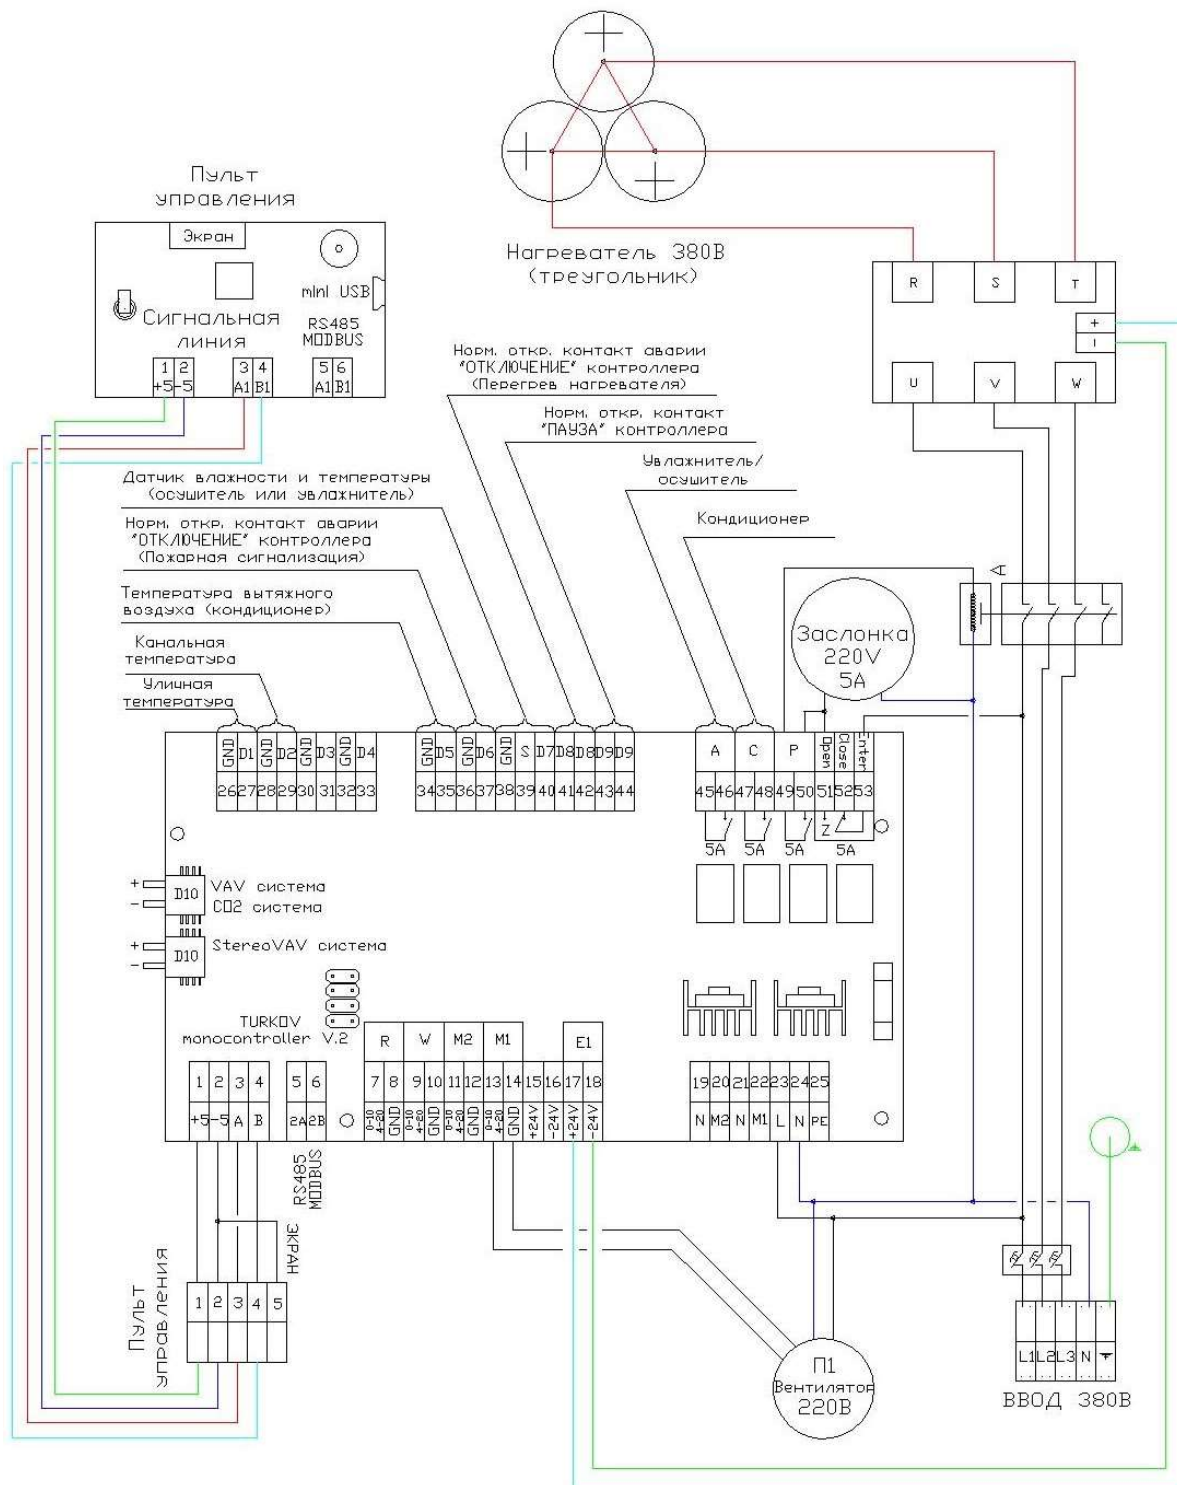 Пульт
управления
Экран
mini USB
Сигнальная
линия
RS485
MODBUS
1 2 3 4 5 6
+5 -5 A1 B1 A1 B1
Нагреватель 380В
(треугольник)
R S T
+
-
U V W
Норм. откр. контакт аварии
"ОТКЛЮЧЕНИЕ" контроллера
(Перегрев нагревателя)
Норм. откр. контакт
"ПАУЗА" контроллера
Увлажнитель/
осушитель
Кондиционер
Датчик влажности и температуры
(осушитель или увлажнитель)
Норм. откр. контакт аварии
"ОТКЛЮЧЕНИЕ" контроллера
(Пожарная сигнализация)
Температура вытяжного
воздуха (кондиционер)
Канальная
температура
Уличная
температура
A
Заслонка
220V
5A
GND D1 GND D2 GND D3 GND D4
26 27 28 29 30 31 32 33
GND D5 GND D6 GND S D7 D8 D8 D9 D9
34 35 36 37 38 39 40 41 42 43 44
A C P Open Close Enter
45 46 47 48 49 50 51 52 53
Z
5A 5A 5A 5A
+
-
D10
VAV система
CO2 система
+
-
D10
StereoVAV система
TURKOV
monocontroller V.2
R W M2 M1 E1
1 2 3 4 5 6
+5 -5 A B 2A 2B
7 8 9 10 11 12 13 14 15 16 17 18
0-10 4-20 GND 0-10 4-20 GND 0-10 4-20 GND 0-10 4-20 GND +24V -24V +24V -24V
19 20 21 22 23 24 25
N M2 N M1 L N PE
RS485
MODBUS
ЭКРАН
Пульт
управления
1 2 3 4 5
П1
Вентилятор
220В
L1 L2 L3 N
ВВОД 380В